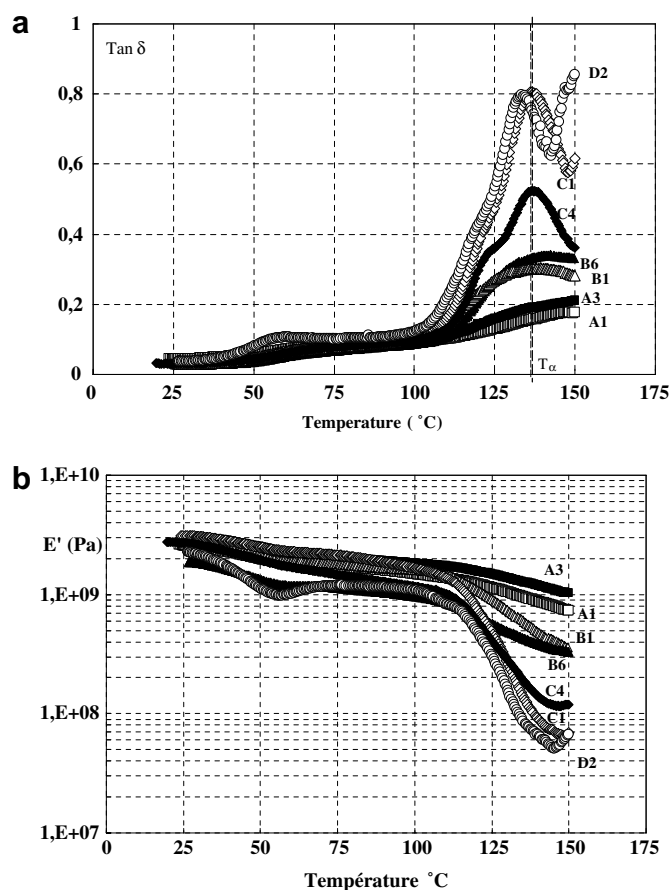 a
Tan δ
1
0,8
0,6
0,4
0,2
0
D2
C1
C4
B6
B1
A3
A1
Tα
0 25 50 75 100 125 150 175
Temperature ( °C)
b
1,E+10
E' (Pa)
1,E+09
1,E+08
1,E+07
A3
A1
B1
B6
C4
C1
D2
0 25 50 75 100 125 150 175
Température °C